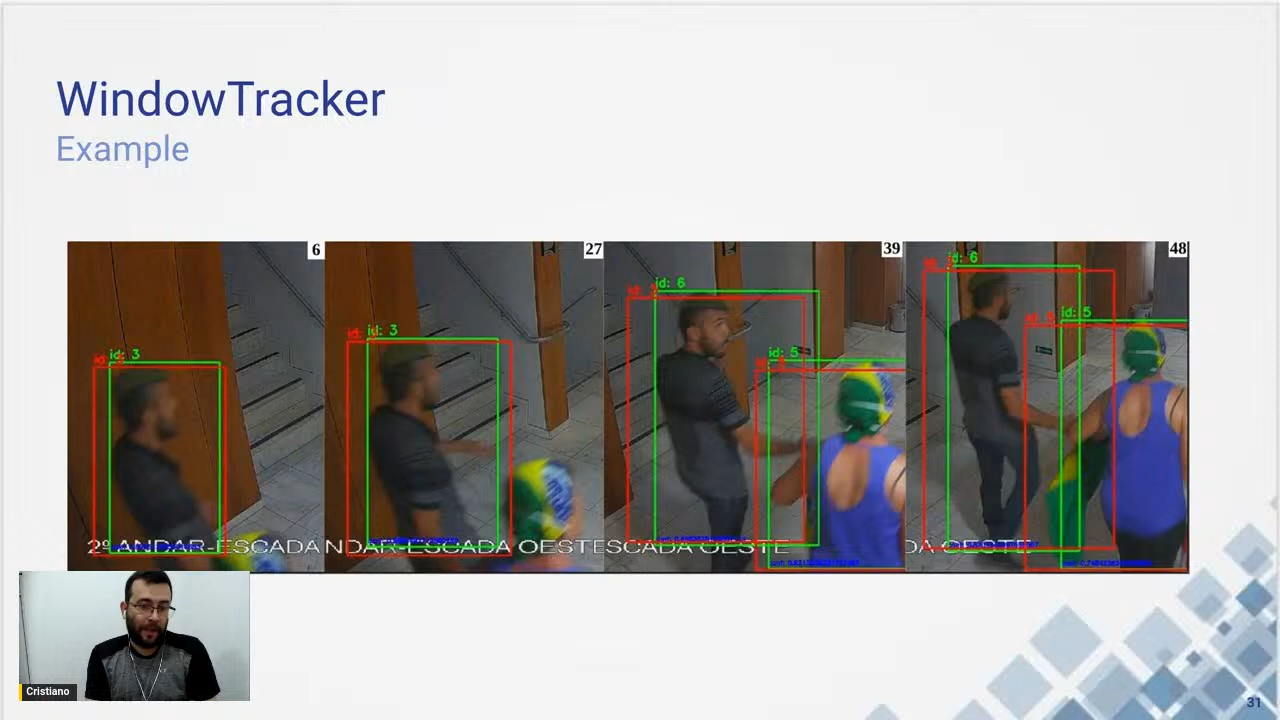 WindowTracker
Example
6
27
39
48
id: 3
id: 3
id: 6
id: 5
id: 6
id: 5
2º ANDAR-ESCADA
NDAR-ESCADA OESTE
ESCADA OESTE
DA OESTE
Cristiano
31